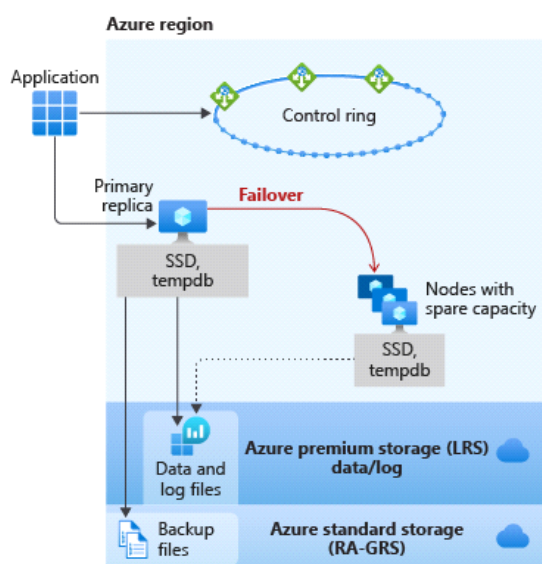 Azure region
Application
Control ring
Primary
replica
Failover
SSD,
tempdb
Nodes with
spare capacity
SSD,
tempdb
Data and
log files
Azure premium storage (LRS)
data/log
Backup
files
Azure standard storage
(RA-GRS)